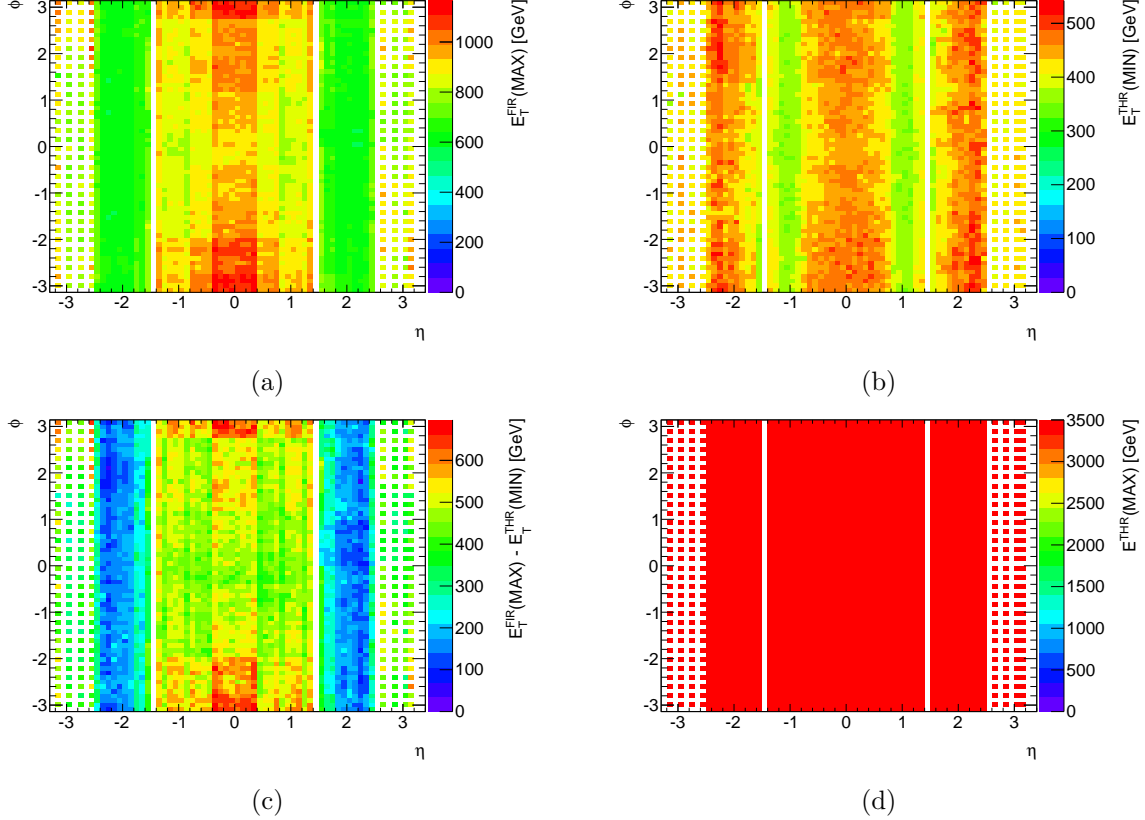 ϕ 3 2 1 0 -1 -2 -3
-3 -2 -1 0 1 2 3
η
1000 800 600 400 200 0
E_T^FIR(MAX) [GeV]
(a)
ϕ 3 2 1 0 -1 -2 -3
-3 -2 -1 0 1 2 3
η
500 400 300 200 100 0
E_T^THR(MIN) [GeV]
(b)
ϕ 3 2 1 0 -1 -2 -3
-3 -2 -1 0 1 2 3
η
600 500 400 300 200 100 0
E_T^FIR(MAX) - E_T^THR(MIN) [GeV]
(c)
ϕ 3 2 1 0 -1 -2 -3
-3 -2 -1 0 1 2 3
η
3500 3000 2500 2000 1500 1000 500 0
E^THR(MAX) [GeV]
(d)